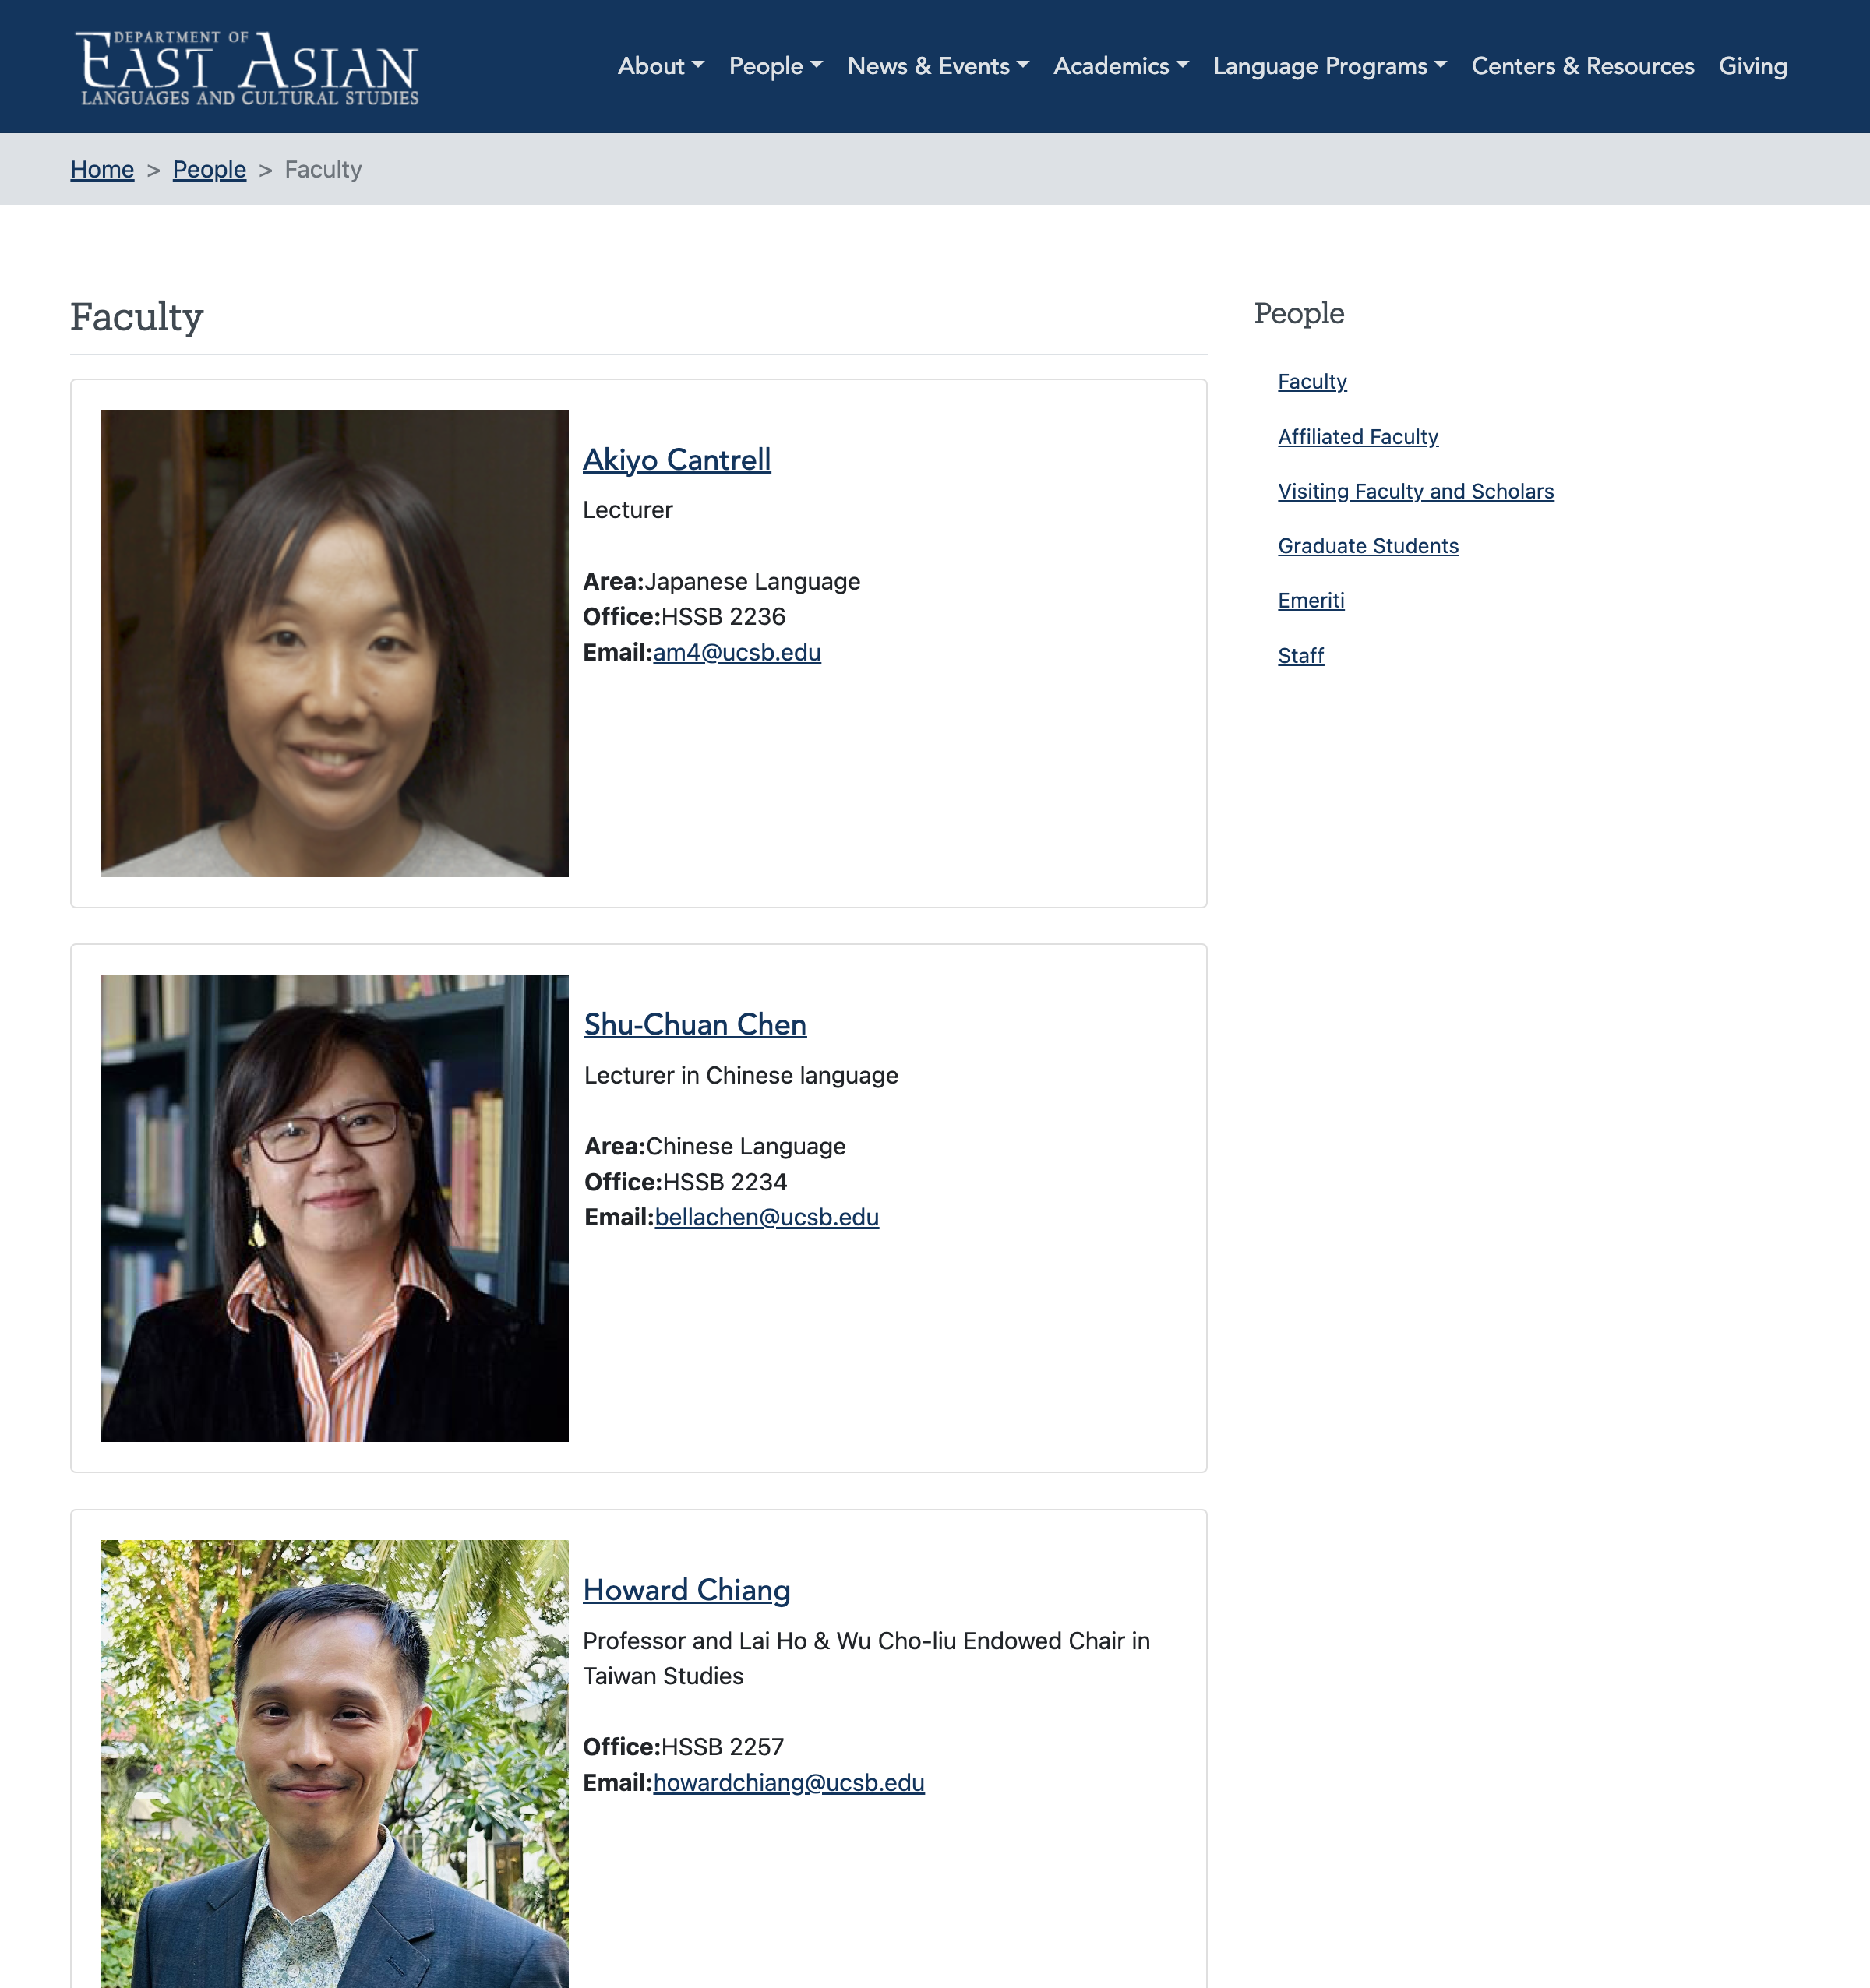 DEPARTMENT OF
EAST ASIAN
LANGUAGES AND CULTURAL STUDIES
About People News & Events Academics Language Programs Centers & Resources Giving
Home > People > Faculty
Faculty
Akiyo Cantrell
Lecturer
Area:Japanese Language
Office:HSSB 2236
Email:am4@ucsb.edu
Shu-Chuan Chen
Lecturer in Chinese language
Area:Chinese Language
Office:HSSB 2234
Email:bellachen@ucsb.edu
Howard Chiang
Professor and Lai Ho & Wu Cho-liu Endowed Chair in
Taiwan Studies
Office:HSSB 2257
Email:howardchiang@ucsb.edu
People
Faculty
Affiliated Faculty
Visiting Faculty and Scholars
Graduate Students
Emeriti
Staff